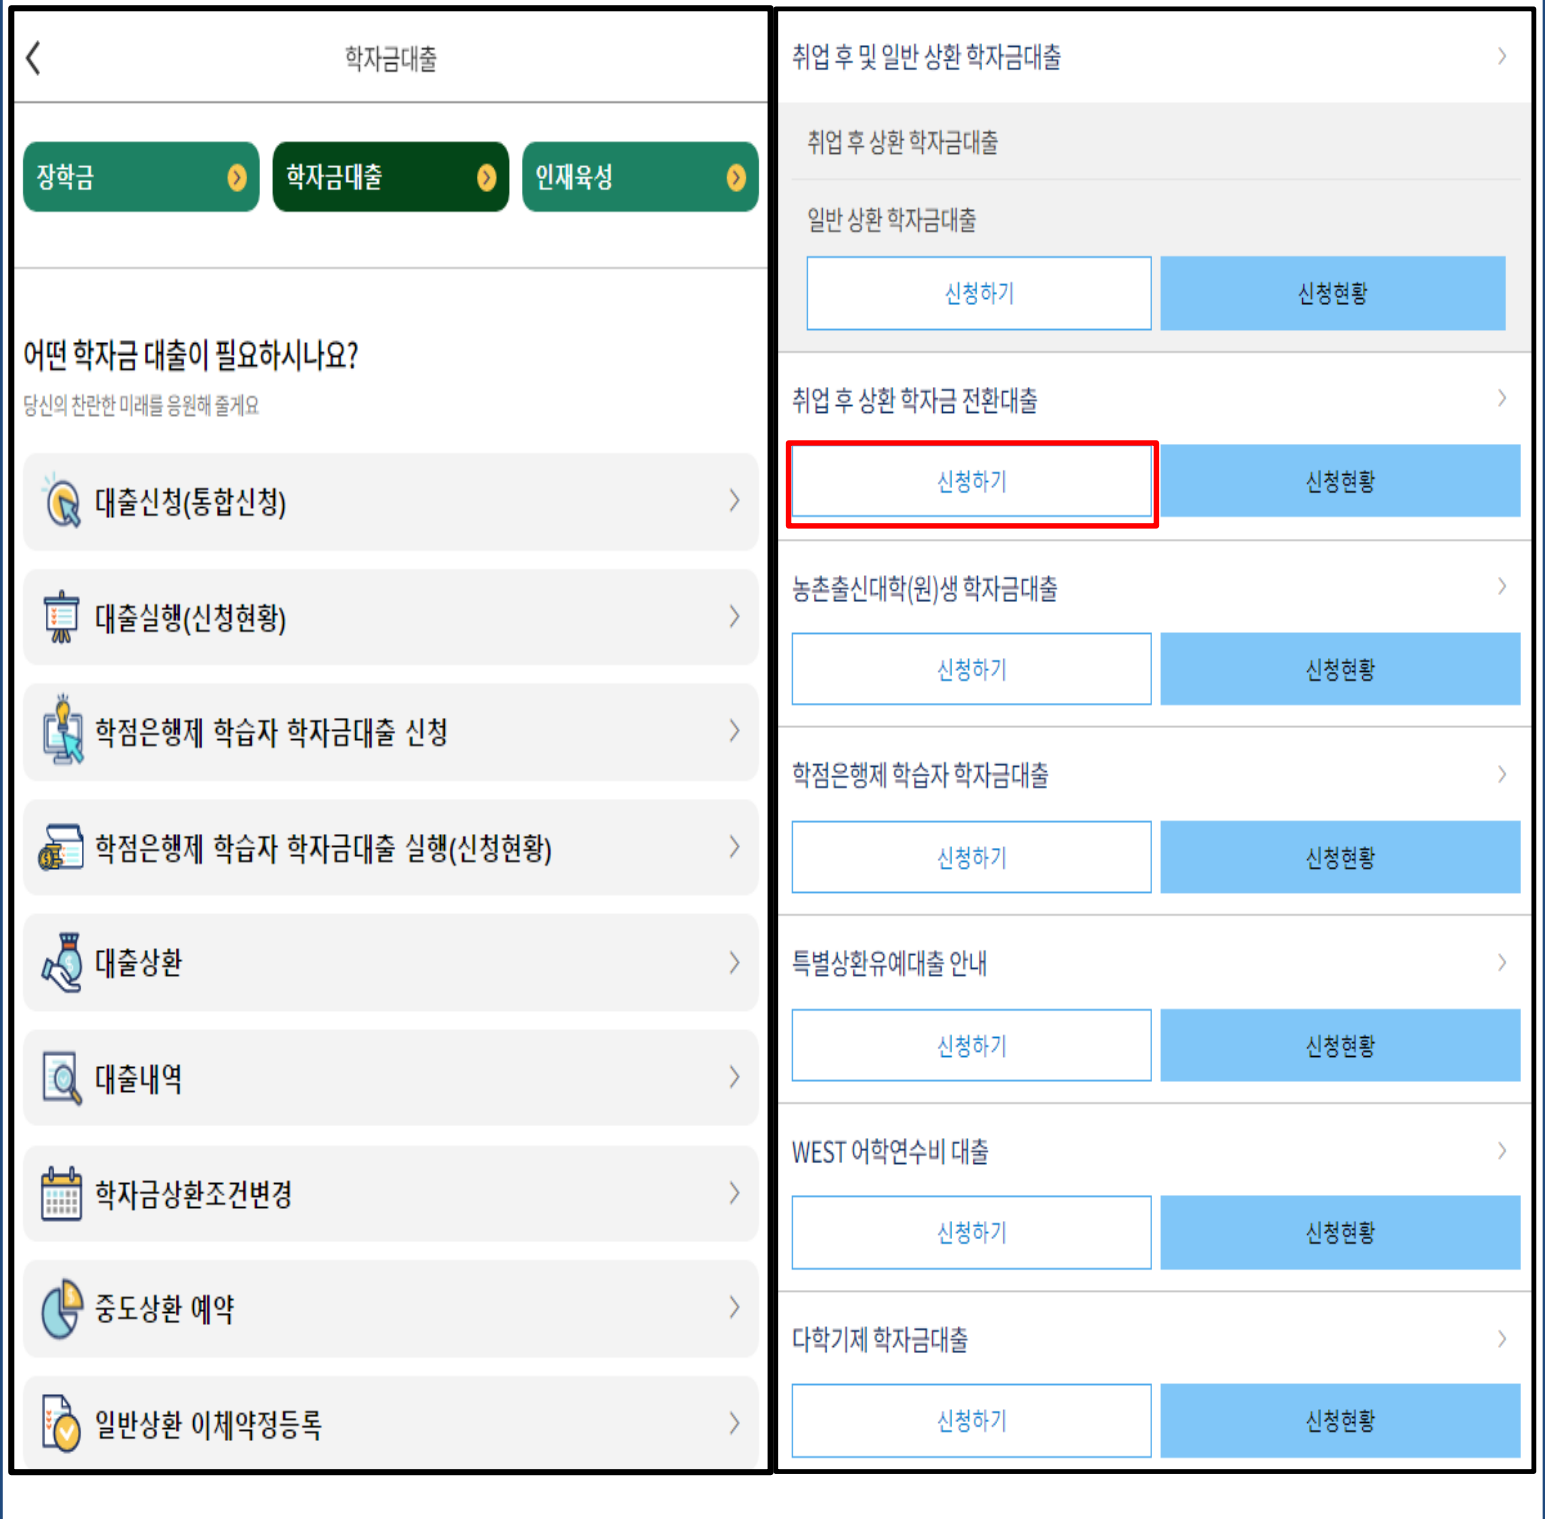 학자금대출
장학금
학자금대출
인재육성
어떤 학자금 대출이 필요하시나요?
당신의 찬란한 미래를 응원해 줄게요
대출신청(통합신청)
대출실행(신청현황)
학점은행제 학습자 학자금대출 신청
학점은행제 학습자 학자금대출 실행(신청현황)
대출상환
대출내역
학자금상환조건변경
중도상환 예약
일반상환 이체약정등록
취업 후 및 일반 상환 학자금대출
취업 후 상환 학자금대출
일반 상환 학자금대출
신청하기 신청현황
취업 후 상환 학자금 전환대출
신청하기 신청현황
농촌출신대학(원)생 학자금대출
신청하기 신청현황
학점은행제 학습자 학자금대출
신청하기 신청현황
특별상환유예대출 안내
신청하기 신청현황
WEST 어학연수비 대출
신청하기 신청현황
다학기제 학자금대출
신청하기 신청현황